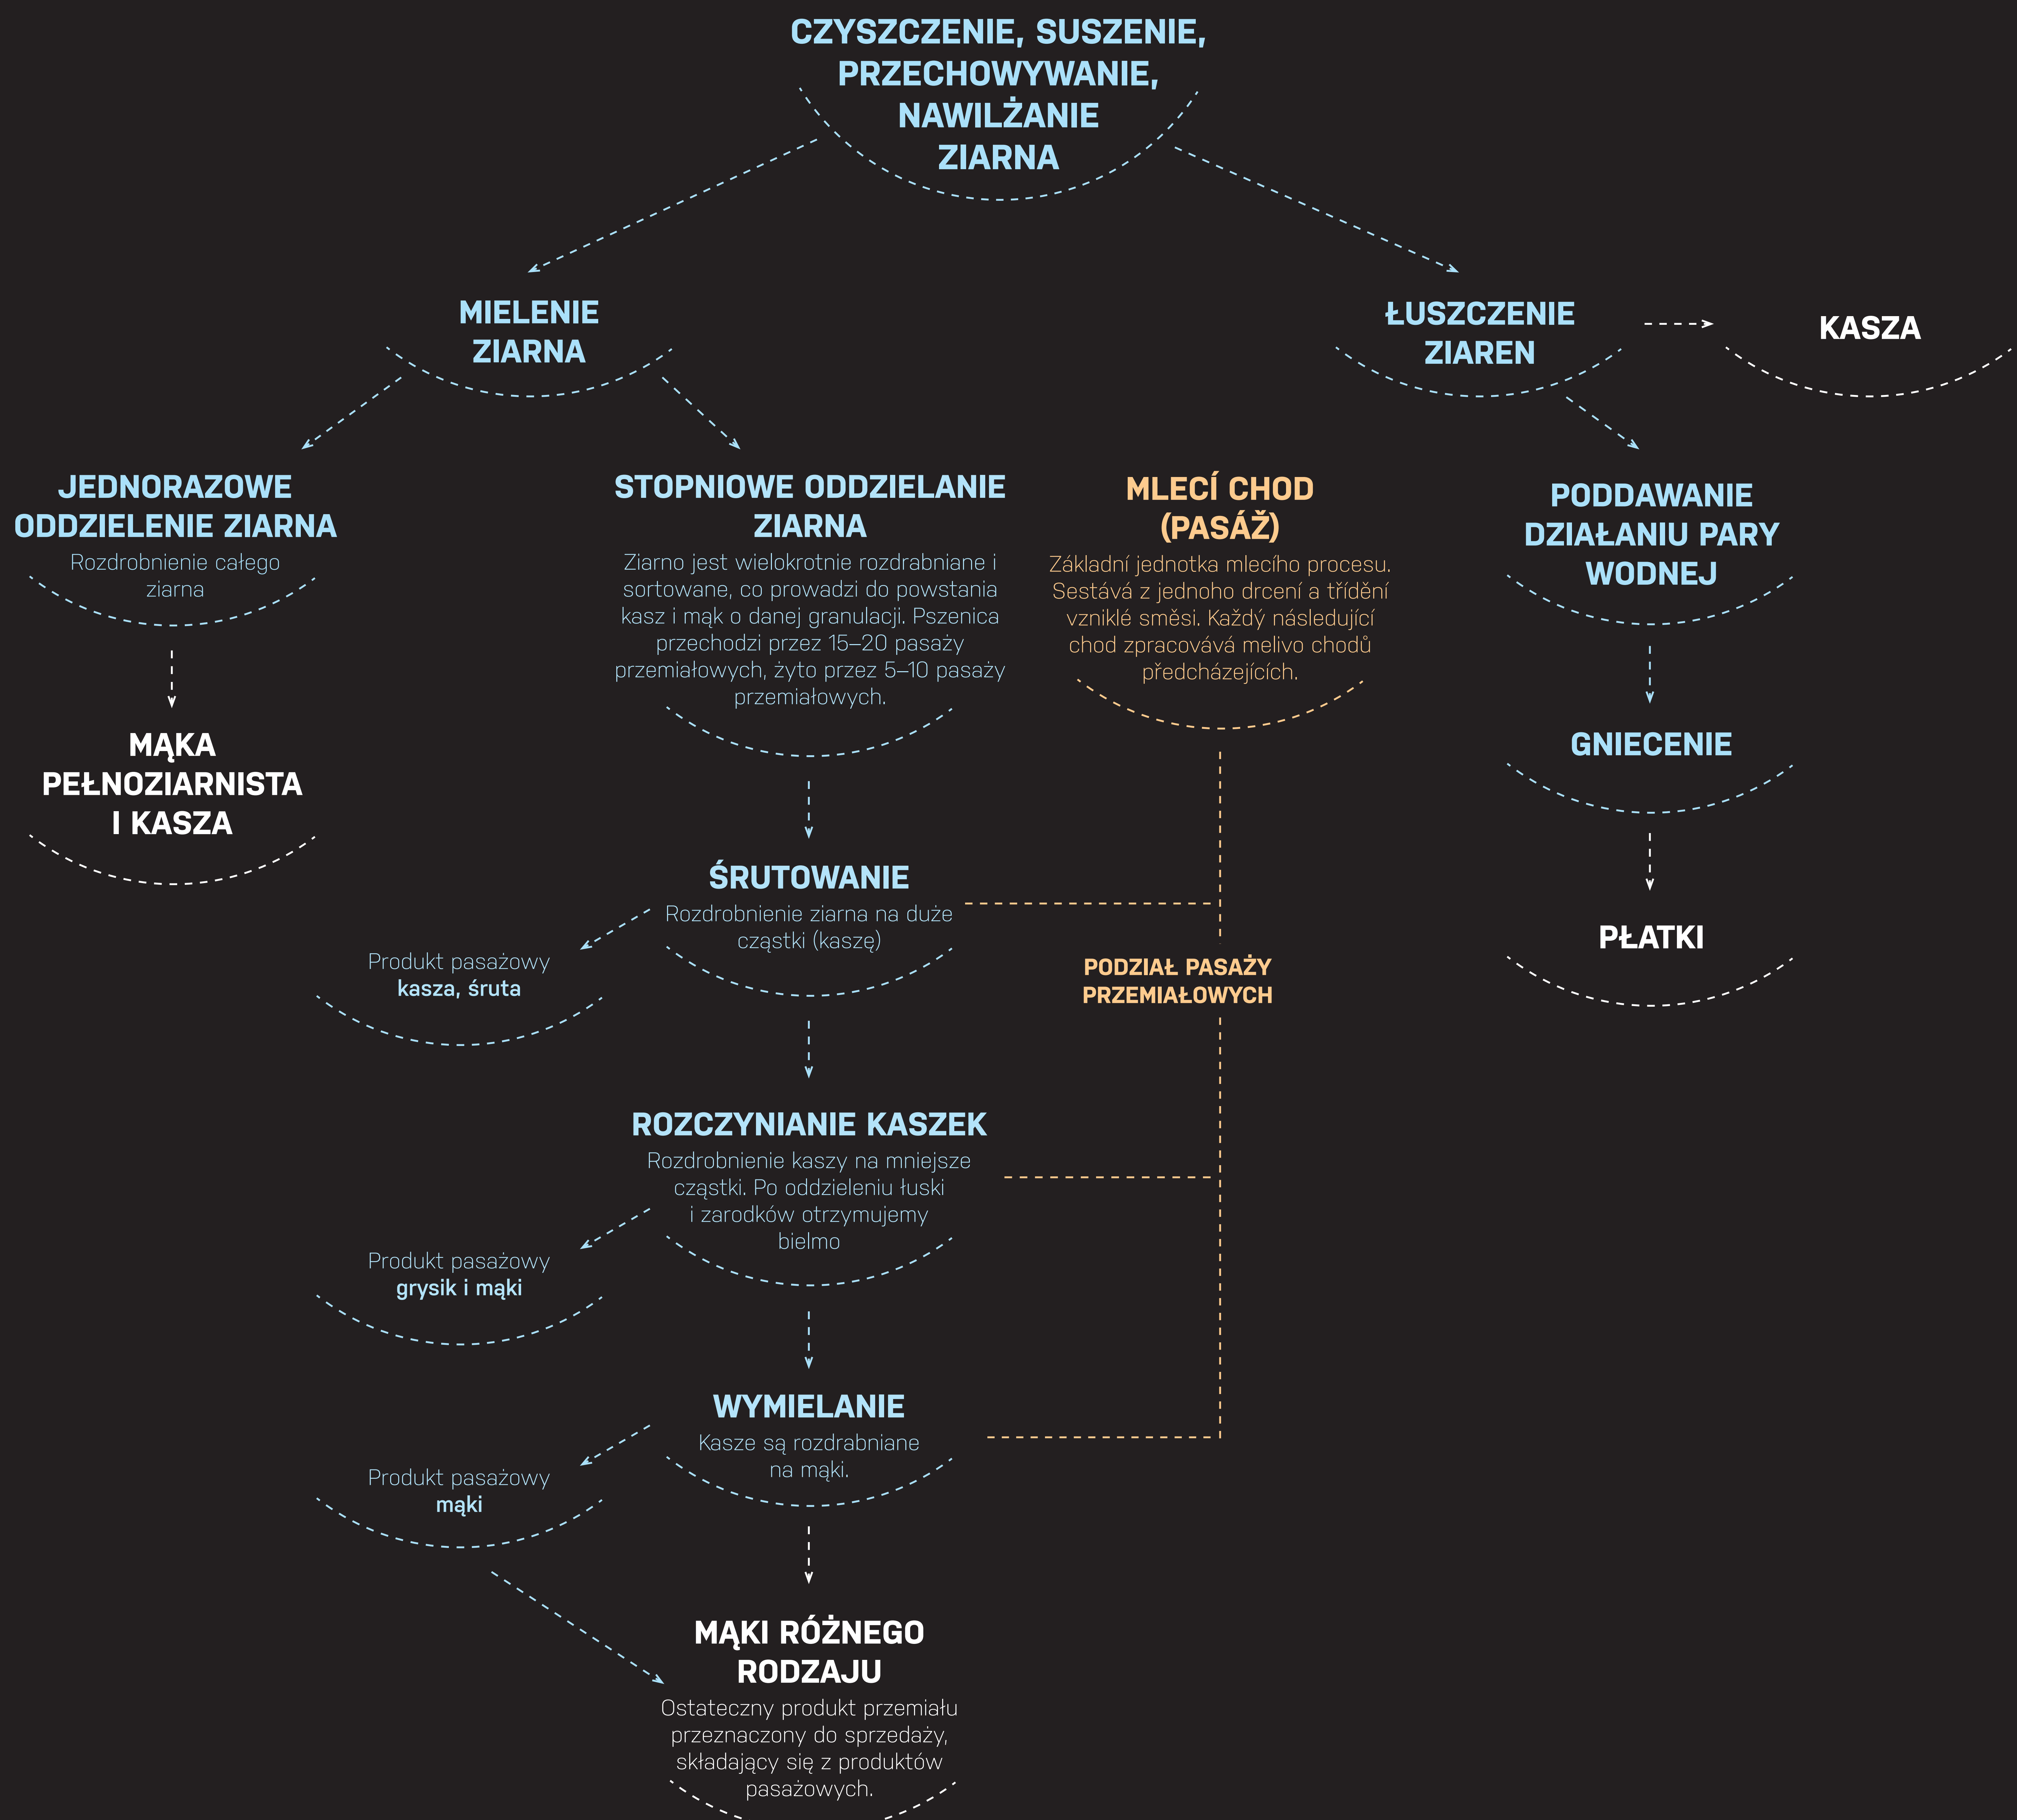 CZYSZCZENIE, SUSZENIE,
PRZECHOWYWANIE,
NAWILŻANIE
ZIARNA
MIELENIE
ZIARNA
ŁUSZCZENIE
ZIAREN
KASZA
JEDNORAZOWE
ODDZIELENIE ZIARNA
Rozdrobnienie całego
ziarna
STOPNIOWE ODDZIELANIE
ZIARNA
Ziarno jest wielokrotnie rozdrabniane i
sortowane, co prowadzi do powstania
kasz i mąk o danej granulacji. Pszenica
przechodzi przez 15–20 pasaży
przemiałowych, żyto przez 5–10 pasaży
przemiałowych.
MLECÍ CHOD
(PASÁŽ)
Základní jednotka mlecího procesu.
Sestává z jednoho drcení a třídění
vzniklé směsi. Každý následující
chod zpracovává melivo chodů
předcházejících.
PODDAWANIE
DZIAŁANIU PARY
WODNEJ
MĄKA
PEŁNOZIARNISTA
I KASZA
GNIECENIE
ŚRUTOWANIE
Rozdrobnienie ziarna na duże
cząstki (kaszę)
Produkt pasażowy
kasza, śruta
PODZIAŁ PASAŻY
PRZEMIAŁOWYCH
PŁATKI
ROZCZYNIANIE KASZEK
Rozdrobnienie kaszy na mniejsze
cząstki. Po oddzieleniu łuski
i zarodków otrzymujemy
bielmo
Produkt pasażowy
grysik i mąki
WYMIELANIE
Kasze są rozdrabniane
na mąki.
Produkt pasażowy
mąki
MĄKI RÓŻNEGO
RODZAJU
Ostateczny produkt przemiału
przeznaczony do sprzedaży,
składający się z produktów
pasażowych.